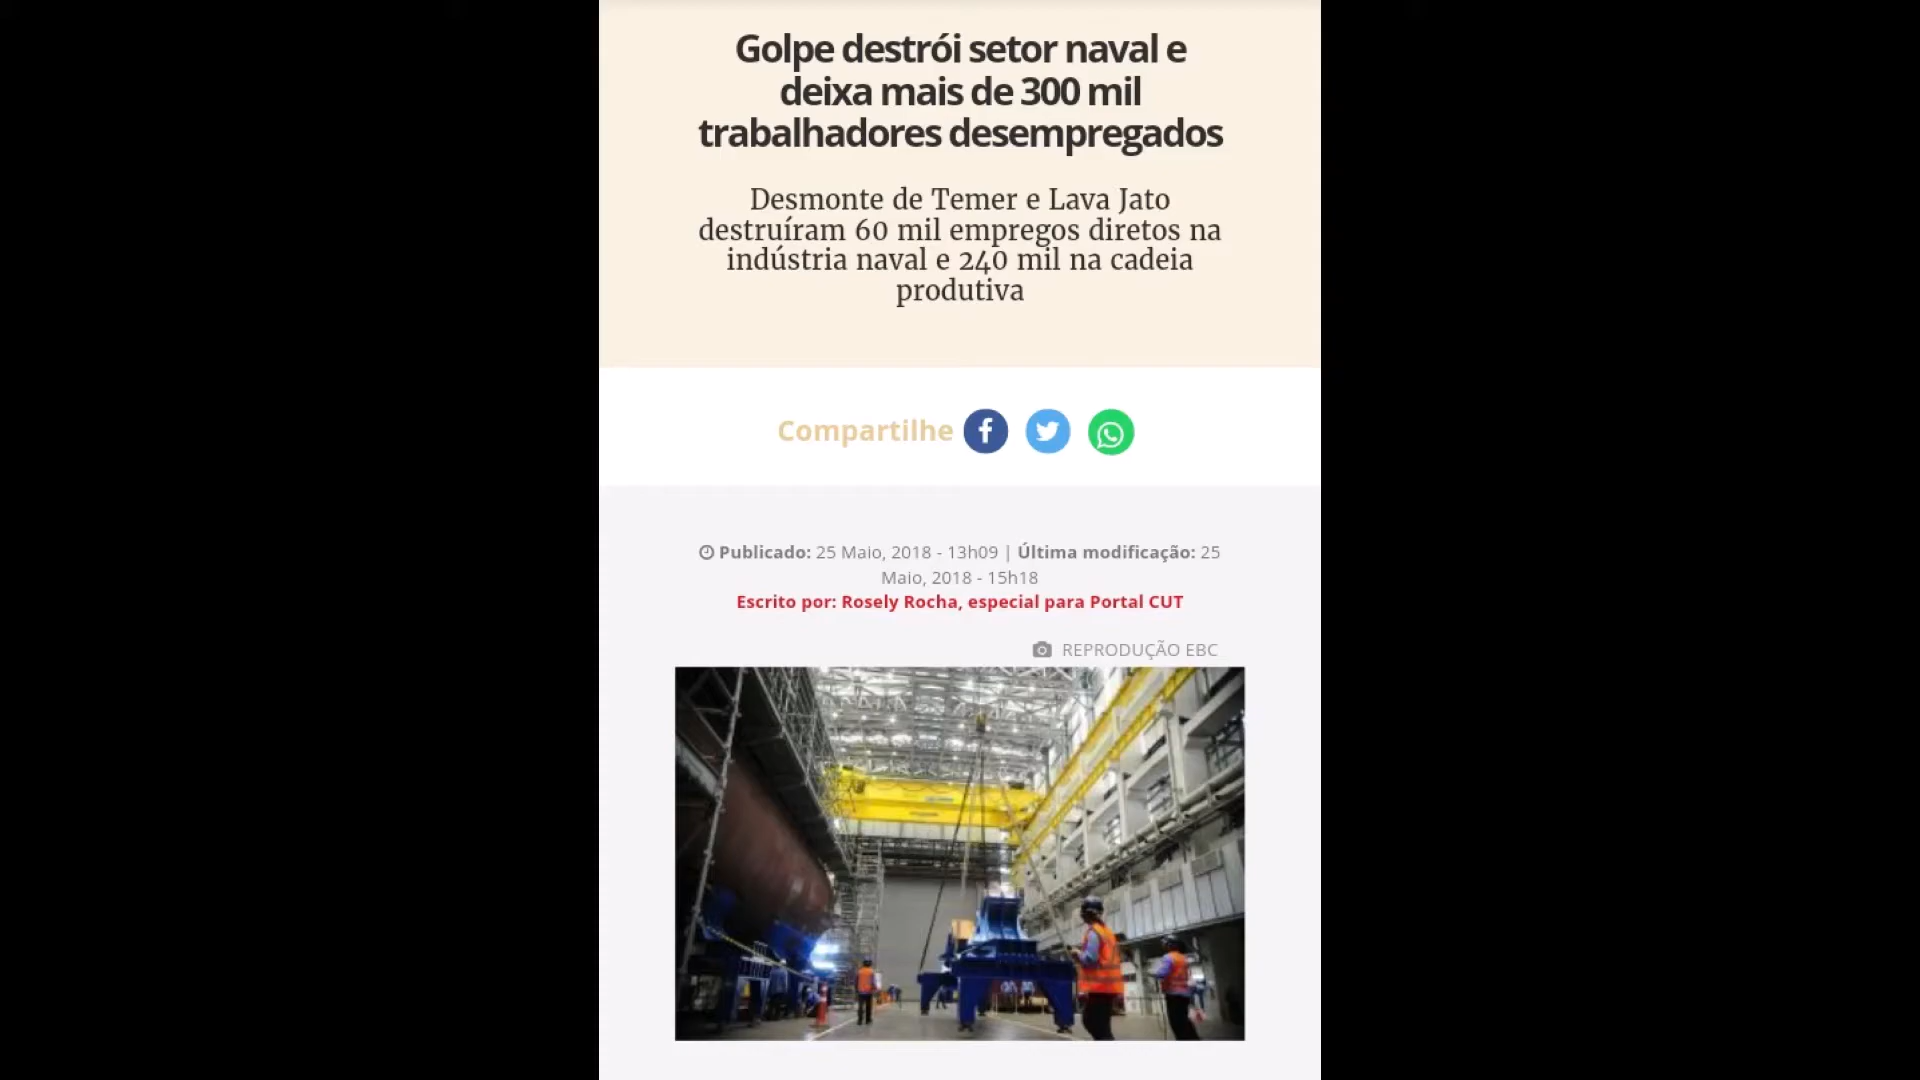 Golpe destrói setor naval e
deixa mais de 300 mil
trabalhadores desempregados
Desmonte de Temer e Lava Jato
destruíram 60 mil empregos diretos na
indústria naval e 240 mil na cadeia
produtiva
Compartilhe
Publicado: 25 Maio, 2018 - 13h09 | Última modificação: 25
Maio, 2018 - 15h18
Escrito por: Rosely Rocha, especial para Portal CUT
REPRODUÇÃO EBC